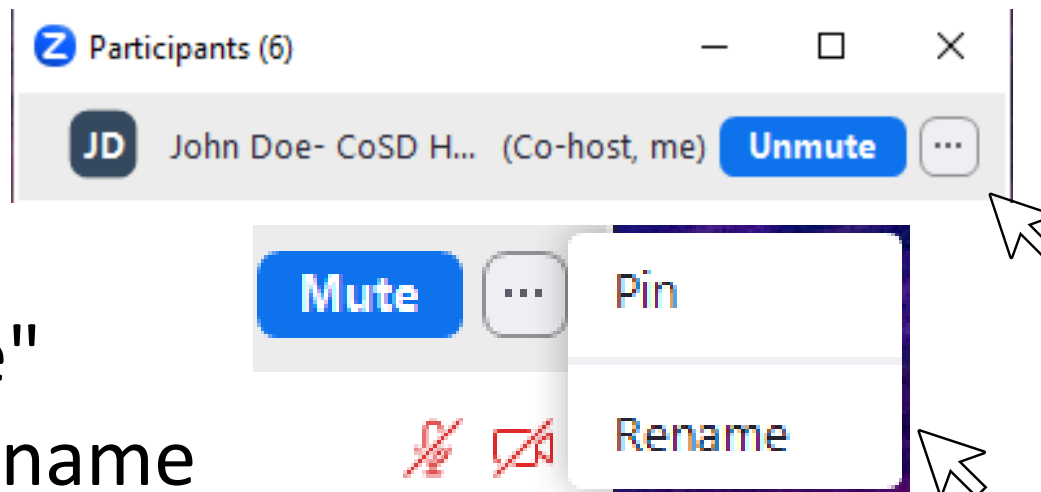 Participants (6)
JD John Doe- CoSD H... (Co-host, me) Unmute ...
Mute ... Pin
e"
Rename
name